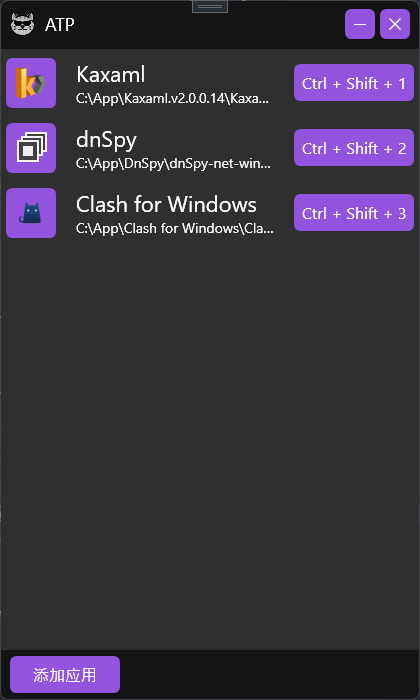 ATP
Kaxaml
C:\App\Kaxaml.v2.0.0.14\Kaxa...
Ctrl + Shift + 1
dnSpy
C:\App\DnSpy\dnSpy-net-win...
Ctrl + Shift + 2
Clash for Windows
C:\App\Clash for Windows\Cla...
Ctrl + Shift + 3
添加应用